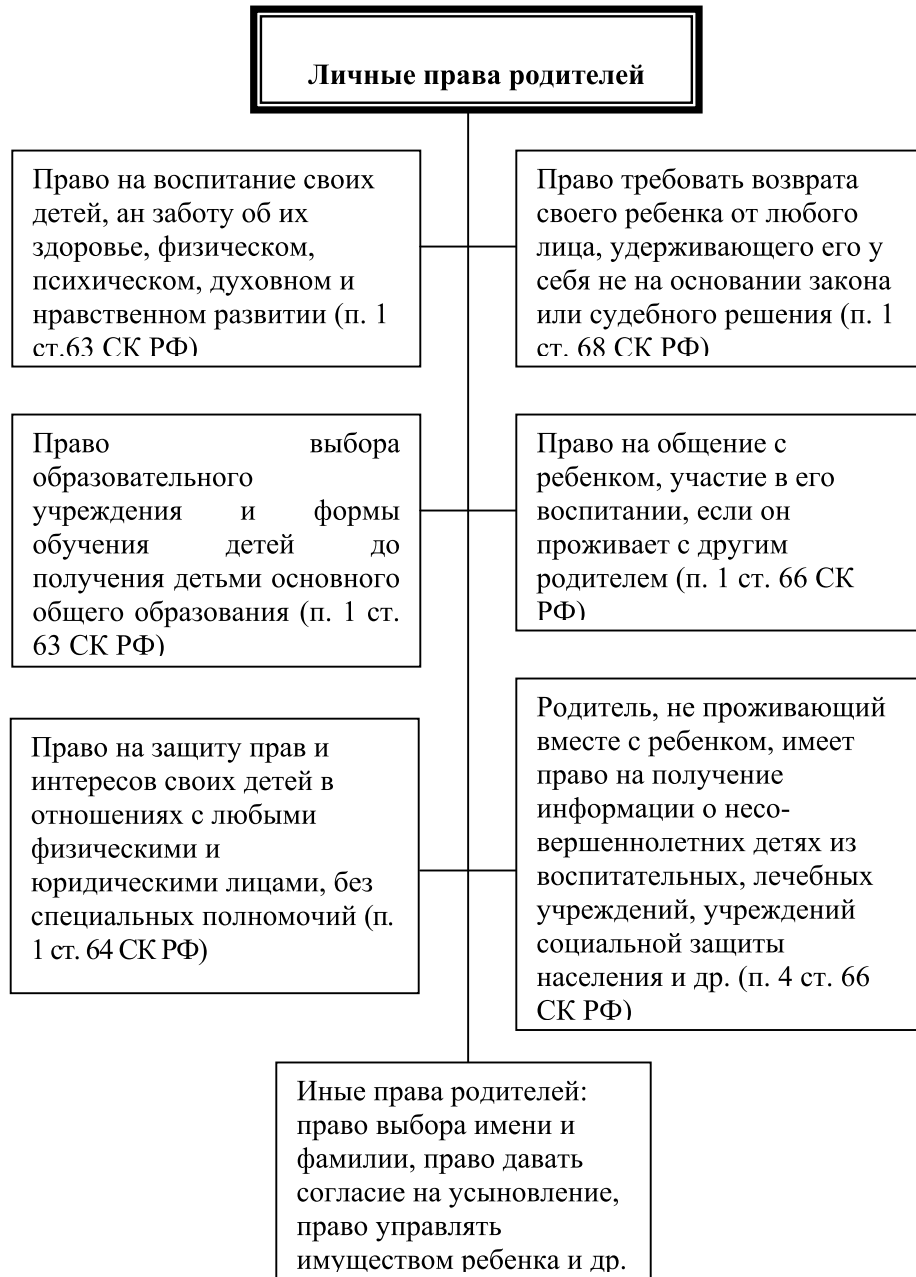 Личные права родителей
Право на воспитание своих
детей, ан заботу об их
здоровье, физическом,
психическом, духовном и
нравственном развитии (п. 1
ст.63 СК РФ)
Право требовать возврата
своего ребенка от любого
лица, удерживающего его у
себя не на основании закона
или судебного решения (п. 1
ст. 68 СК РФ)
Право выбора
образовательного
учреждения и формы
обучения детей до
получения детьми основного
общего образования (п. 1 ст.
63 СК РФ)
Право на общение с
ребенком, участие в его
воспитании, если он
проживает с другим
родителем (п. 1 ст. 66 СК
РФ)
Право на защиту прав и
интересов своих детей в
отношениях с любыми
физическими и
юридическими лицами, без
специальных полномочий (п.
1 ст. 64 СК РФ)
Родитель, не проживающий
вместе с ребенком, имеет
право на получение
информации о несо-
вершеннолетних детях из
воспитательных, лечебных
учреждений, учреждений
социальной защиты
населения и др. (п. 4 ст. 66
СК РФ)
Иные права родителей:
право выбора имени и
фамилии, право давать
согласие на усыновление,
право управлять
имуществом ребенка и др.